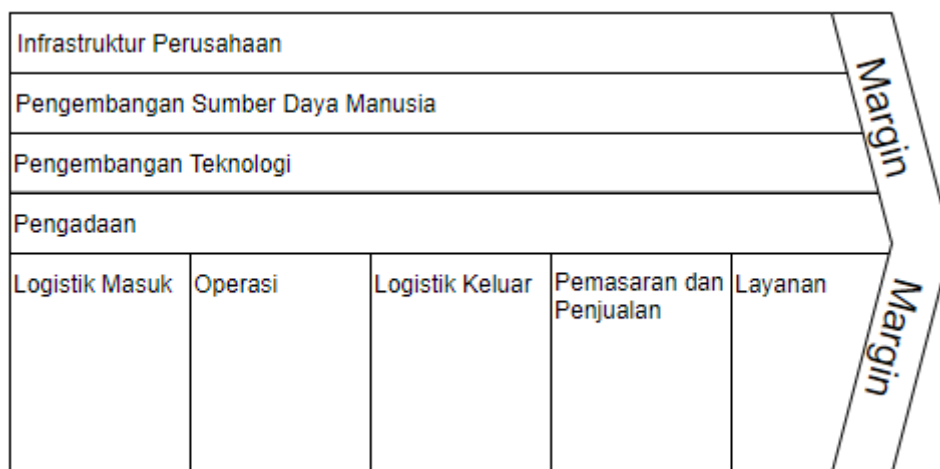 Infrastruktur Perusahaan
Pengembangan Sumber Daya Manusia
Pengembangan Teknologi
Pengadaan
Margin
Logistik Masuk
Operasi
Logistik Keluar
Pemasaran dan
Penjualan
Layanan
Margin